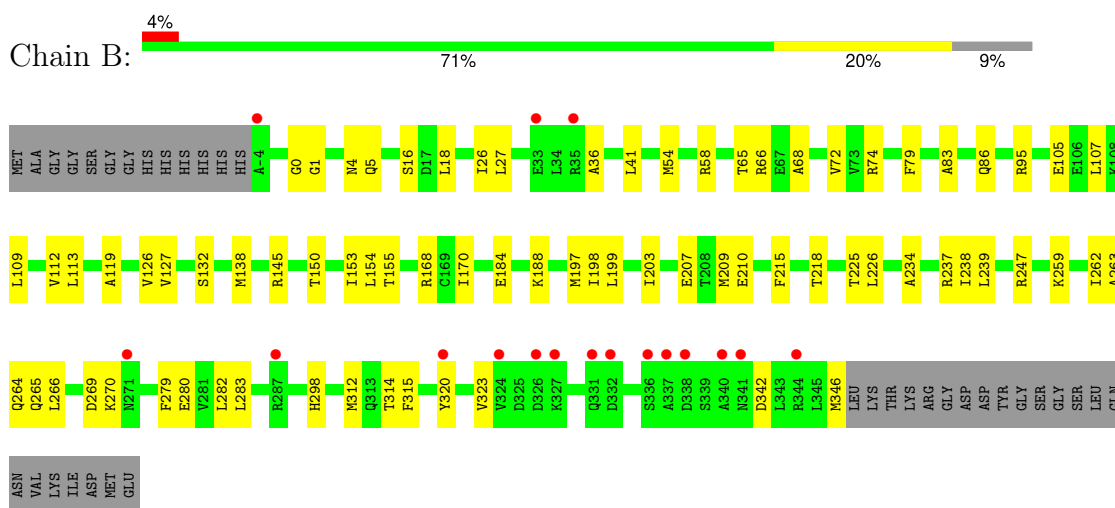 4%
Chain B:
71% 20% 9%
MET ALA GLY GLY SER GLY GLY HIS HIS HIS HIS HIS HIS A-4 G0 G1 N4 Q5 S16 D17 L18 I26 L27 E33 L34 R35 A36 L41 M54 R58 T65 R66 E67 A68 V72 V73 R74 F79 A83 Q86 R95 E105 E106 L107 K108
L109 V112 L113 A119 V126 V127 S132 M138 R145 T150 I153 L154 T155 R168 C169 I170 E184 K188 M197 I198 L199 I203 E207 T208 M209 E210 F215 T218 T225 L226 A234 R237 I238 L239 R247 K259 I262 A263
Q264 Q265 L266 D269 K270 N271 F279 E280 V281 L282 L283 R287 H298 M312 Q313 T314 F315 Y320 V323 V324 D325 D326 K327 Q331 D332 S336 A337 D338 S339 A340 N341 D342 L343 R344 L345 M346 LEU LYS THR LYS ARG GLY ASP ASP TYR GLY SER GLY SER LEU GLN
ASN VAL LYS ILE ASP MET GLU